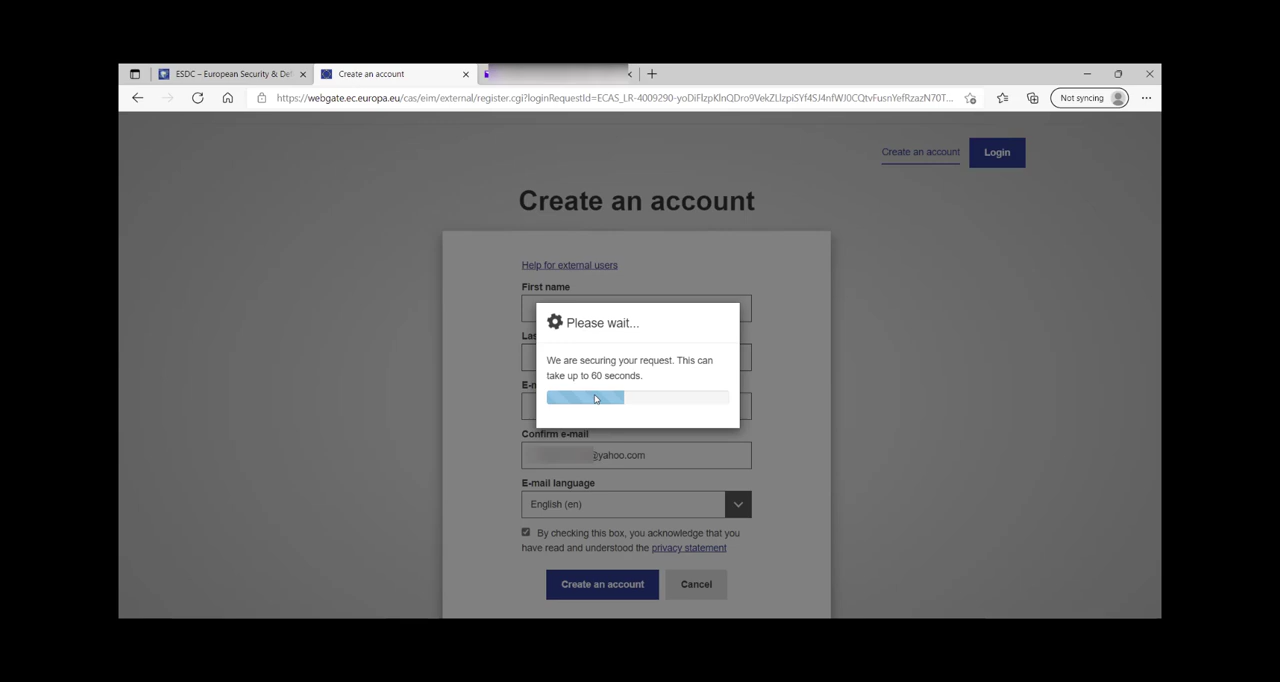 ESDC – European Security & De
Create an account
https://webgate.ec.europa.eu/cas/eim/external/register.cgi?loginRequestId=ECAS_LR-4009290-
Not syncing
Create an account
Login
Create an account
Help for external users
First name
Las
E-m
Please wait...
We are securing your request. This can
take up to 60 seconds.
Confirm e-mail
@yahoo.com
E-mail language
English (en)
By checking this box, you acknowledge that you
have read and understood the privacy statement
Create an account
Cancel